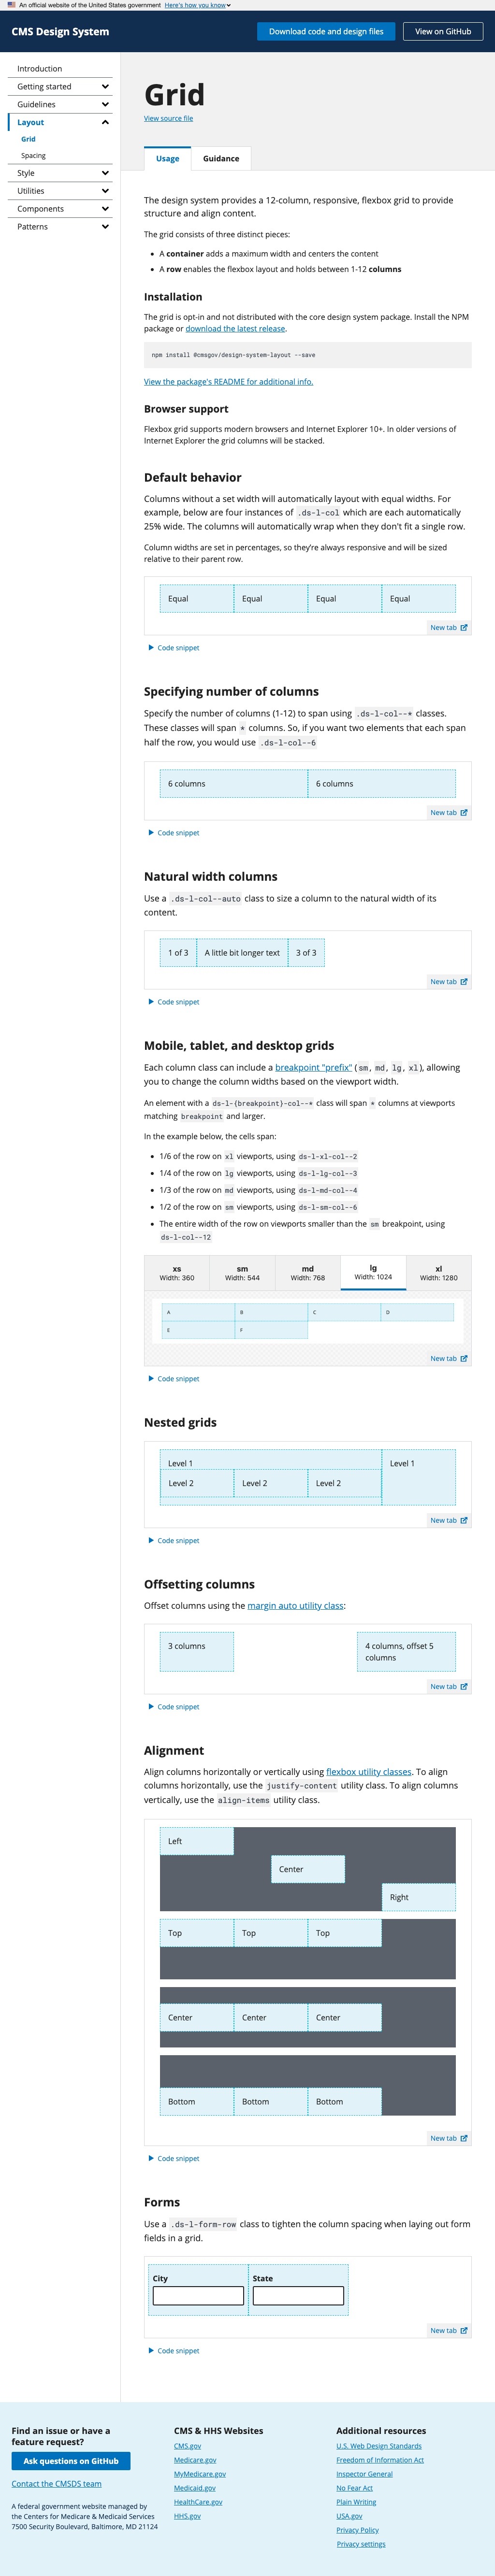 An official website of the United States government Here's how you know
CMS Design System
Download code and design files
View on GitHub
Introduction
Getting started
Guidelines
Layout
Grid
Spacing
Style
Utilities
Components
Patterns
Grid
View source file
Usage
Guidance
The design system provides a 12-column, responsive, flexbox grid to provide
structure and align content.
The grid consists of three distinct pieces:
• A container adds a maximum width and centers the content
• A row enables the flexbox layout and holds between 1-12 columns
Installation
The grid is opt-in and not distributed with the core design system package. Install the NPM
package or download the latest release.
npm install @cmsgov/design-system-layout --save
View the package's README for additional info.
Browser support
Flexbox grid supports modern browsers and Internet Explorer 10+. In older versions of
Internet Explorer the grid columns will be stacked.
Default behavior
Columns without a set width will automatically layout with equal widths. For
example, below are four instances of .ds-l-col which are each automatically
25% wide. The columns will automatically wrap when they don't fit a single row.
Column widths are set in percentages, so they're always responsive and will be sized
relative to their parent row.
Equal Equal Equal Equal
New tab
Code snippet
Specifying number of columns
Specify the number of columns (1-12) to span using .ds-l-col--* classes.
These classes will span * columns. So, if you want two elements that each span
half the row, you would use .ds-l-col--6
6 columns 6 columns
New tab
Code snippet
Natural width columns
Use a .ds-l-col--auto class to size a column to the natural width of its
content.
1 of 3 A little bit longer text 3 of 3
New tab
Code snippet
Mobile, tablet, and desktop grids
Each column class can include a breakpoint "prefix" (sm, md, lg, xl), allowing
you to change the column widths based on the viewport width.
An element with a ds-l-{breakpoint}-col--* class will span * columns at viewports
matching breakpoint and larger.
In the example below, the cells span:
• 1/6 of the row on xl viewports, using ds-l-xl-col--2
• 1/4 of the row on lg viewports, using ds-l-lg-col--3
• 1/3 of the row on md viewports, using ds-l-md-col--4
• 1/2 of the row on sm viewports, using ds-l-sm-col--6
• The entire width of the row on viewports smaller than the sm breakpoint, using
ds-l-col--12
xs sm md lg xl
Width: 360 Width: 544 Width: 768 Width: 1024 Width: 1280
A B C D
E F
New tab
Code snippet
Nested grids
Level 1 Level 1
Level 2 Level 2 Level 2
New tab
Code snippet
Offsetting columns
Offset columns using the margin auto utility class:
3 columns 4 columns, offset 5
columns
New tab
Code snippet
Alignment
Align columns horizontally or vertically using flexbox utility classes. To align
columns horizontally, use the justify-content utility class. To align columns
vertically, use the align-items utility class.
Left
Center
Right
Top Top Top
Center Center Center
Bottom Bottom Bottom
New tab
Code snippet
Forms
Use a .ds-l-form-row class to tighten the column spacing when laying out form
fields in a grid.
City State
New tab
Code snippet
Find an issue or have a
feature request?
Ask questions on GitHub
Contact the CMSDS team
A federal government website managed by
the Centers for Medicare & Medicaid Services
7500 Security Boulevard, Baltimore, MD 21124
CMS & HHS Websites
CMS.gov
Medicare.gov
MyMedicare.gov
Medicaid.gov
HealthCare.gov
HHS.gov
Additional resources
U.S. Web Design Standards
Freedom of Information Act
Inspector General
No Fear Act
Plain Writing
USA.gov
Privacy Policy
Privacy settings